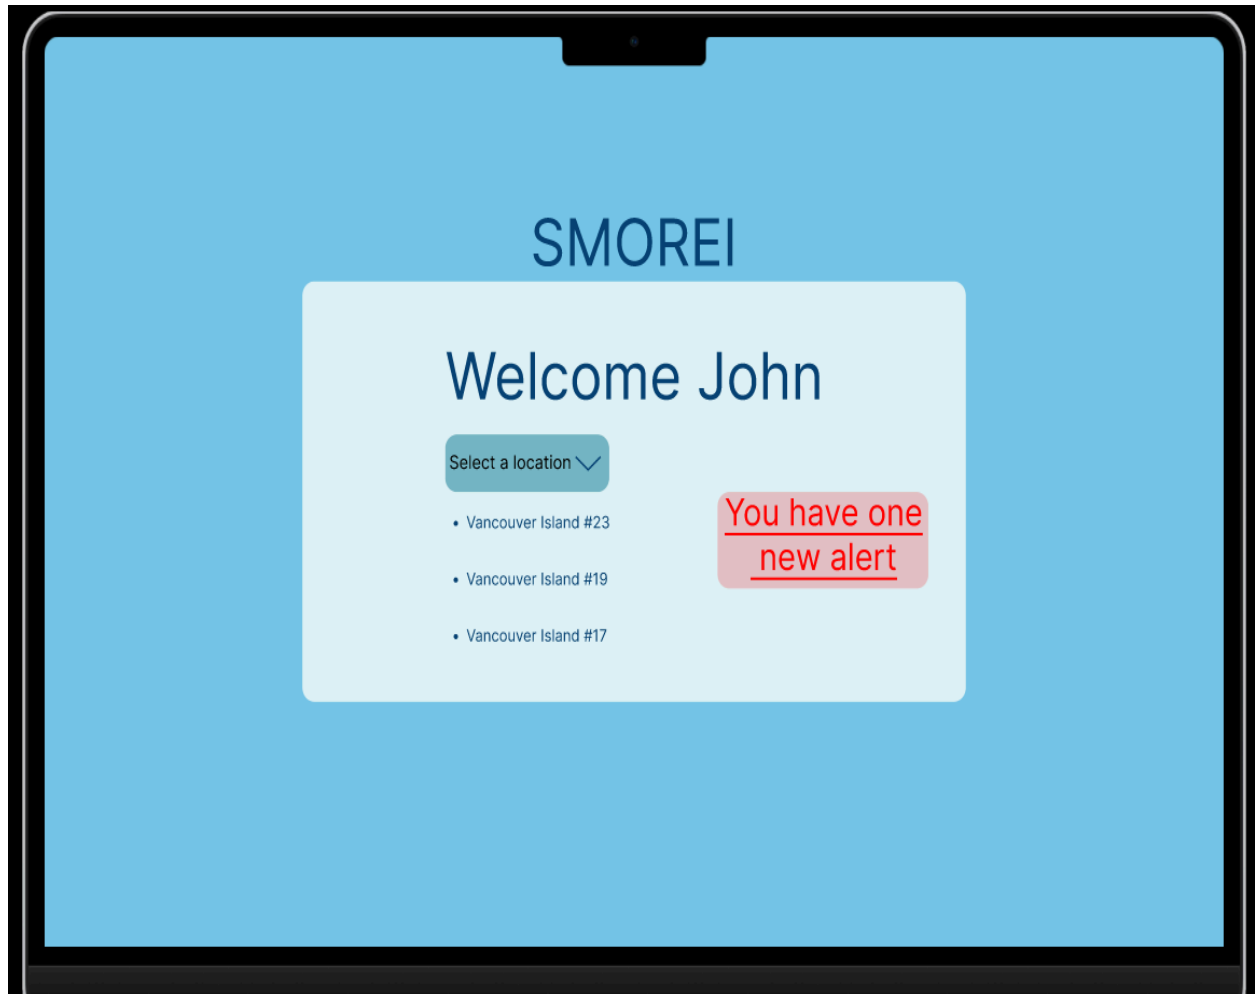 SMOREI
Welcome John
Select a location
• Vancouver Island #23
• Vancouver Island #19
• Vancouver Island #17
You have one
new alert